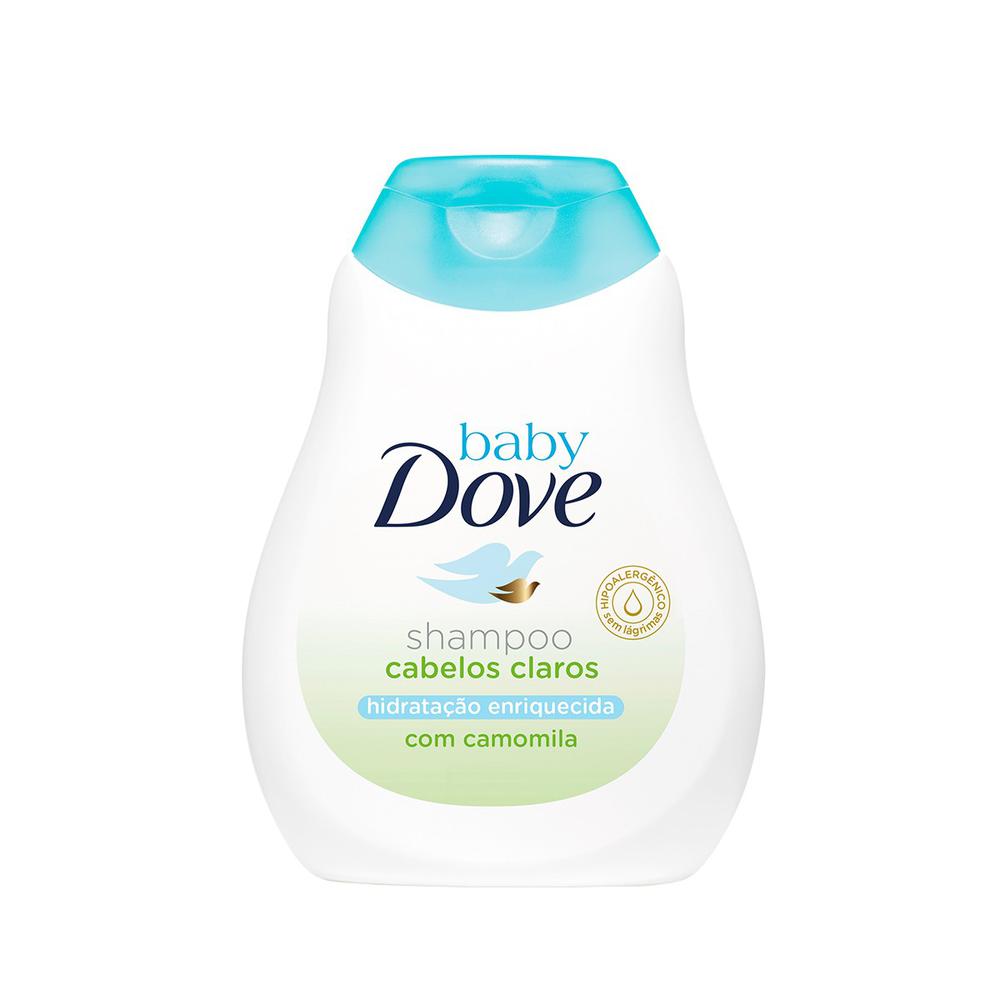 baby
Dove
HIPOALERGÊNICO
sem lágrimas
shampoo
cabelos claros
hidratação enriquecida
com camomila